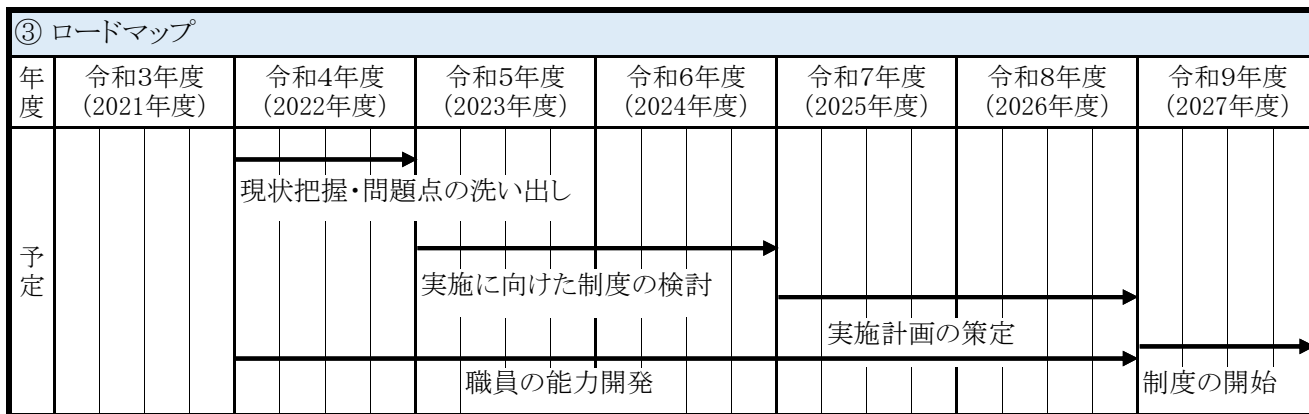 ③ ロードマップ
年度
令和3年度
(2021年度)
令和4年度
(2022年度)
令和5年度
(2023年度)
令和6年度
(2024年度)
令和7年度
(2025年度)
令和8年度
(2026年度)
令和9年度
(2027年度)
予定
現状把握・問題点の洗い出し
実施に向けた制度の検討
実施計画の策定
職員の能力開発
制度の開始